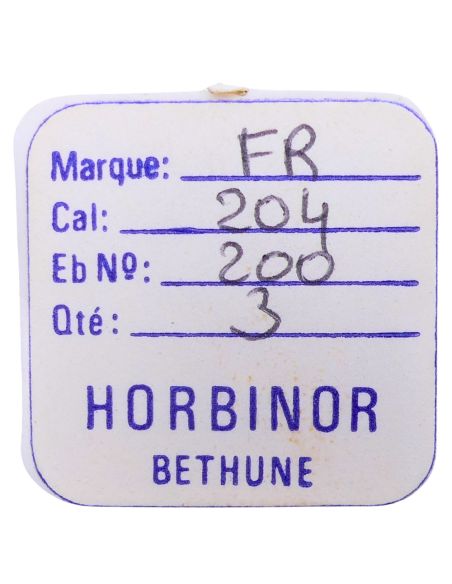 Marque: FR
Cal: 204
Eb Nº: 200
Qté: 3
HORBINOR
BETHUNE